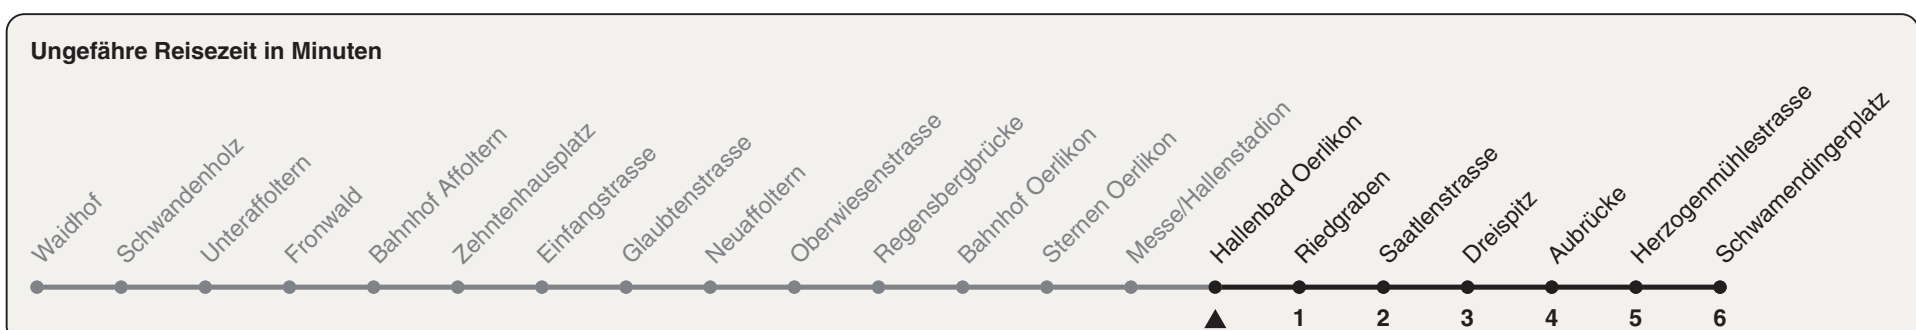 Ungefähre Reisezeit in Minuten
Waidhof
Schwandenholz
Unteraffoltern
Fronwald
Bahnhof Affoltern
Zehntenhausplatz
Einfangstrasse
Glaubtenstrasse
Neuaffoltern
Oberwiesenstrasse
Regensbergbrücke
Bahnhof Oerlikon
Sternen Oerlikon
Messe/Hallenstadion
Hallenbad Oerlikon
Riedgraben
Saatlenstrasse
Dreispitz
Aubrücke
Herzogenmühlestrasse
Schwamendingerplatz
1 2 3 4 5 6